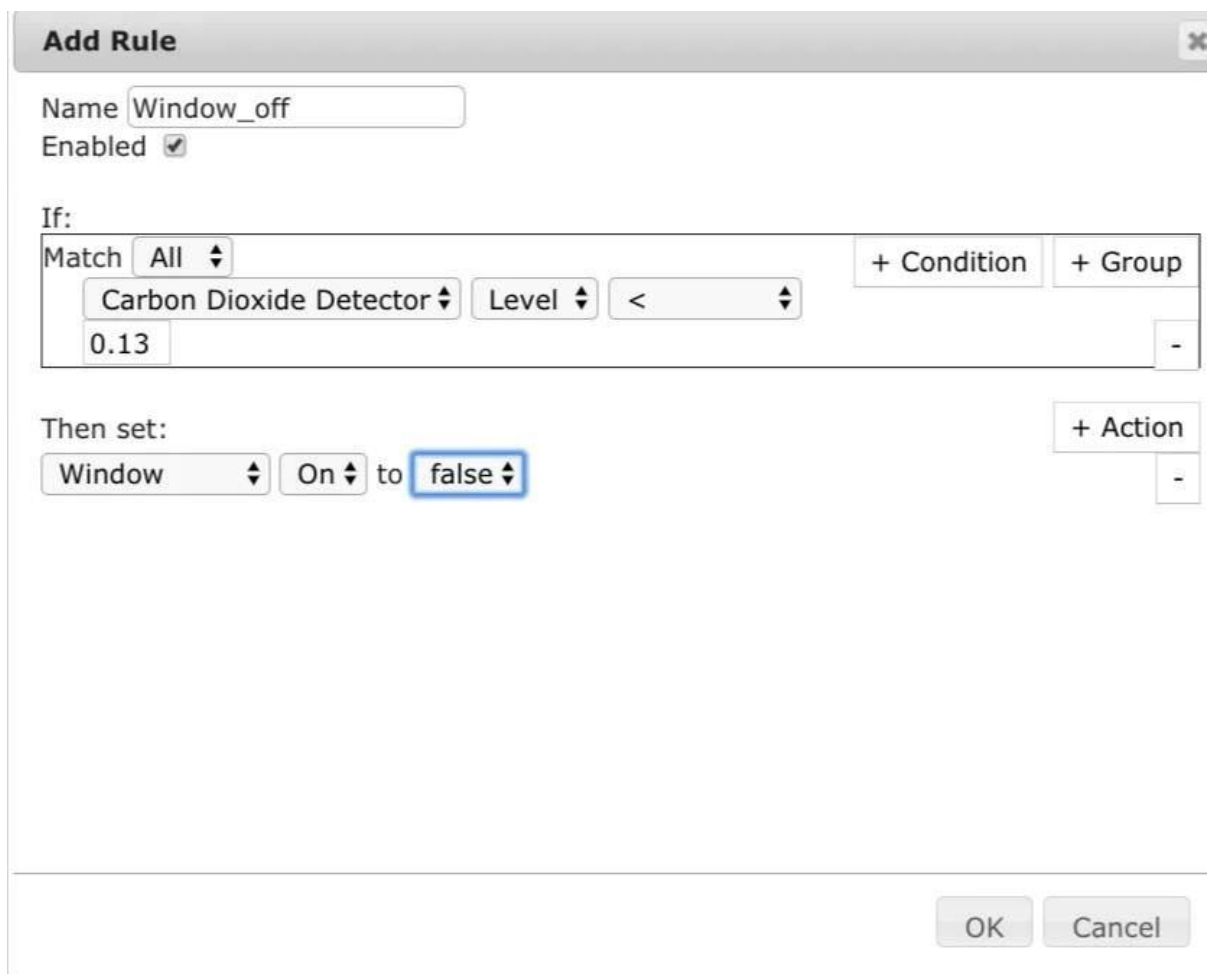 Add Rule
Name Window_off
Enabled
If:
Match All + Condition + Group
Carbon Dioxide Detector Level <
0.13 -
Then set: + Action
Window On to false -
OK Cancel